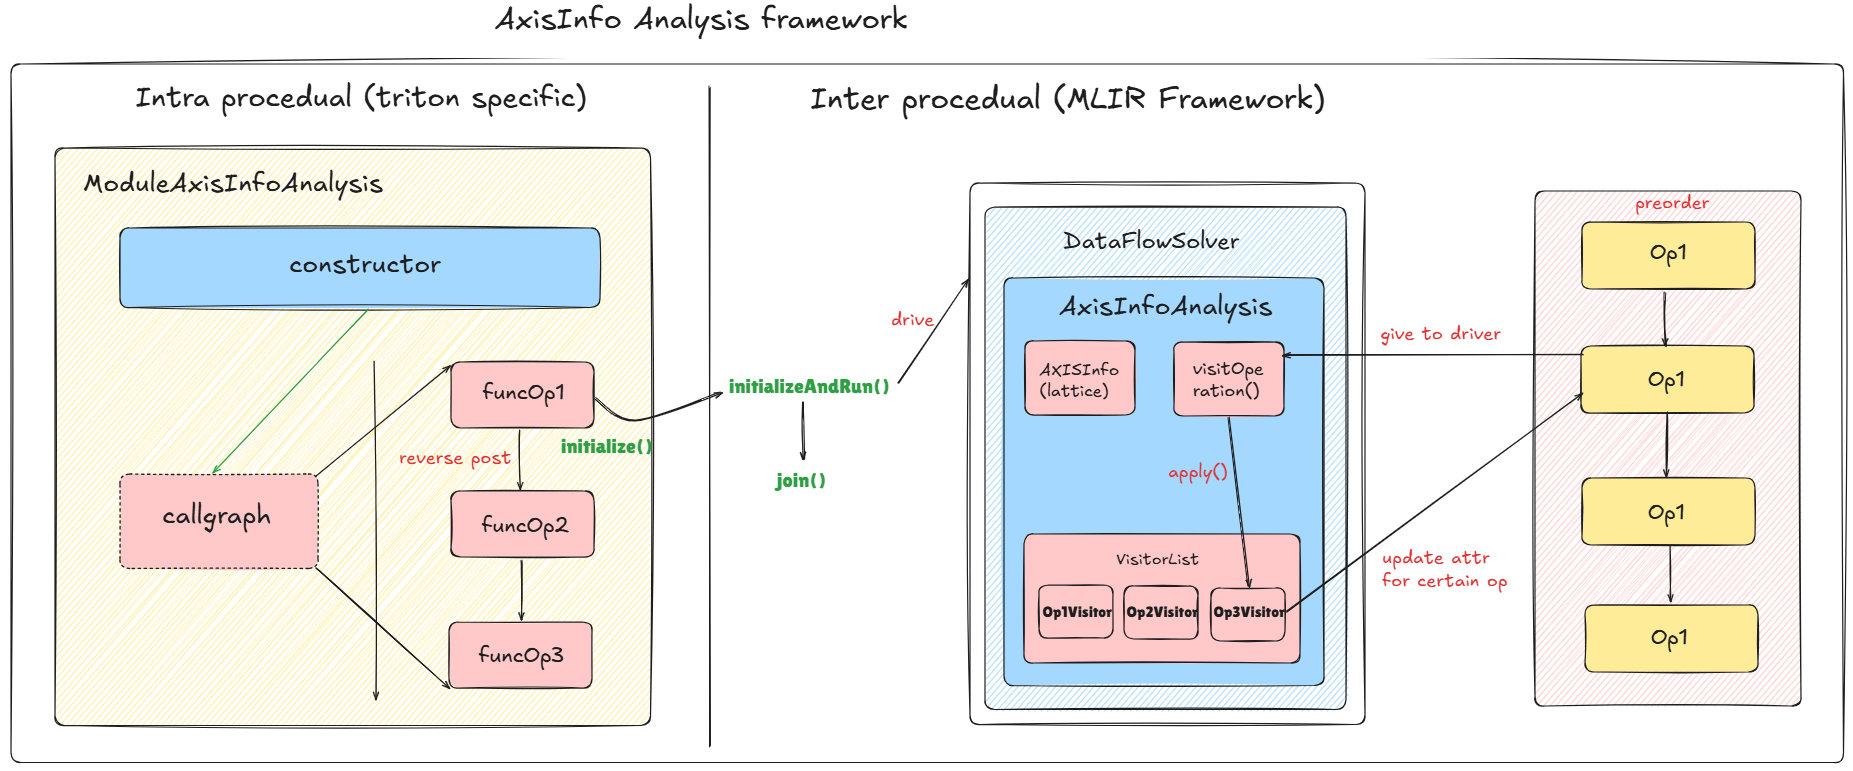 AxisInfo Analysis framework
Intra procedual (triton specific)
ModuleAxisInfoAnalysis
constructor
callgraph
reverse post
funcOp1
funcOp2
funcOp3
initialize()
Inter procedual (MLIR Framework)
initializeAndRun()
join()
drive
DataFlowSolver
AxisInfoAnalysis
AXISInfo
(lattice)
visitOpe
ration()
apply()
VisitorList
Op1Visitor
Op2Visitor
Op3Visitor
give to driver
update attr
for certain op
preorder
Op1
Op1
Op1
Op1